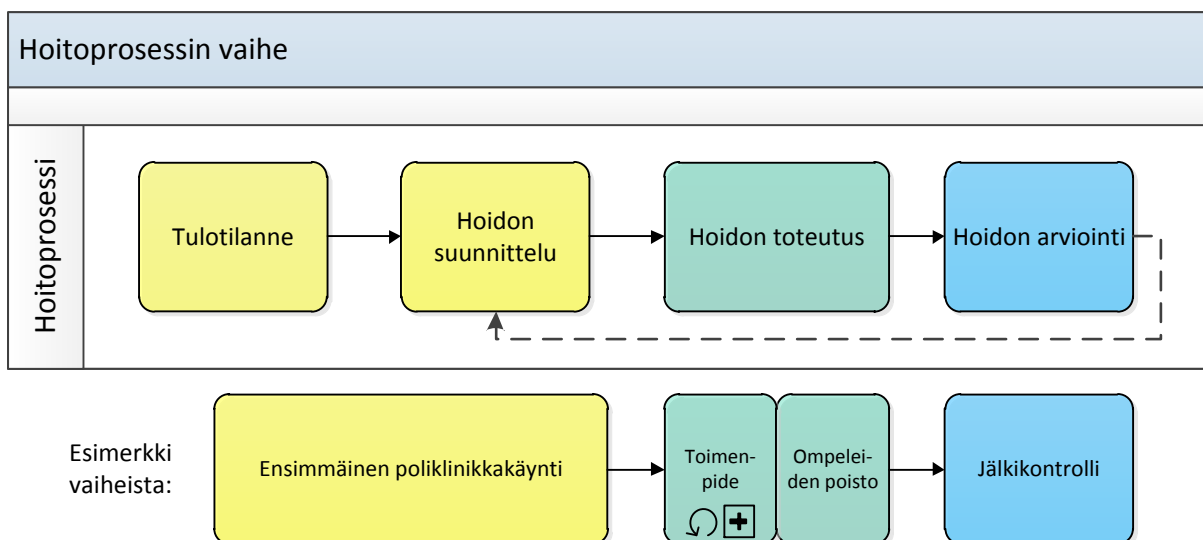 Hoitoprosessin vaihe
Hoitoprosessi
Tulotilanne
Hoidon
suunnittelu
Hoidon toteutus
Hoidon arviointi
Esimerkki
vaiheista:
Ensimmäinen poliklinikkakäynti
Toimen-
pide
Ompelei-
den poisto
Jälkikontrolli